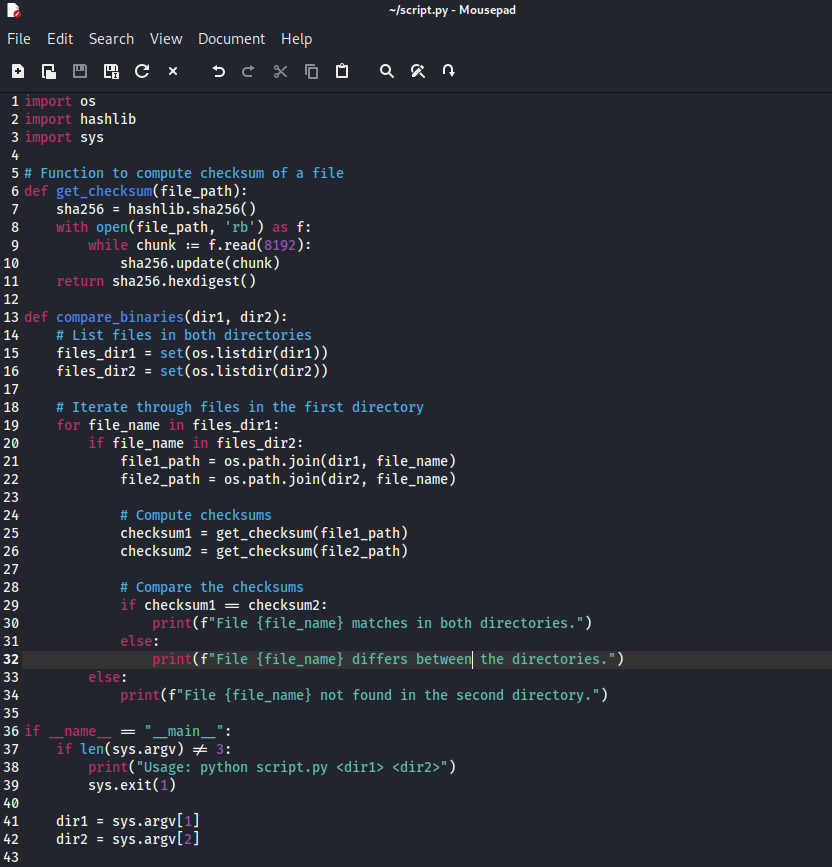 ~/script.py - Mousepad
File Edit Search View Document Help
1 import os
2 import hashlib
3 import sys
4
5 # Function to compute checksum of a file
6 def get_checksum(file_path):
7     sha256 = hashlib.sha256()
8     with open(file_path, 'rb') as f:
9         while chunk := f.read(8192):
10             sha256.update(chunk)
11     return sha256.hexdigest()
12
13 def compare_binaries(dir1, dir2):
14     # List files in both directories
15     files_dir1 = set(os.listdir(dir1))
16     files_dir2 = set(os.listdir(dir2))
17
18     # Iterate through files in the first directory
19     for file_name in files_dir1:
20         if file_name in files_dir2:
21             file1_path = os.path.join(dir1, file_name)
22             file2_path = os.path.join(dir2, file_name)
23
24             # Compute checksums
25             checksum1 = get_checksum(file1_path)
26             checksum2 = get_checksum(file2_path)
27
28             # Compare the checksums
29             if checksum1 == checksum2:
30                 print(f"File {file_name} matches in both directories.")
31             else:
32                 print(f"File {file_name} differs between the directories.")
33         else:
34             print(f"File {file_name} not found in the second directory.")
35
36 if __name__ == "__main__":
37     if len(sys.argv) != 3:
38         print("Usage: python script.py <dir1> <dir2>")
39         sys.exit(1)
40
41     dir1 = sys.argv[1]
42     dir2 = sys.argv[2]
43